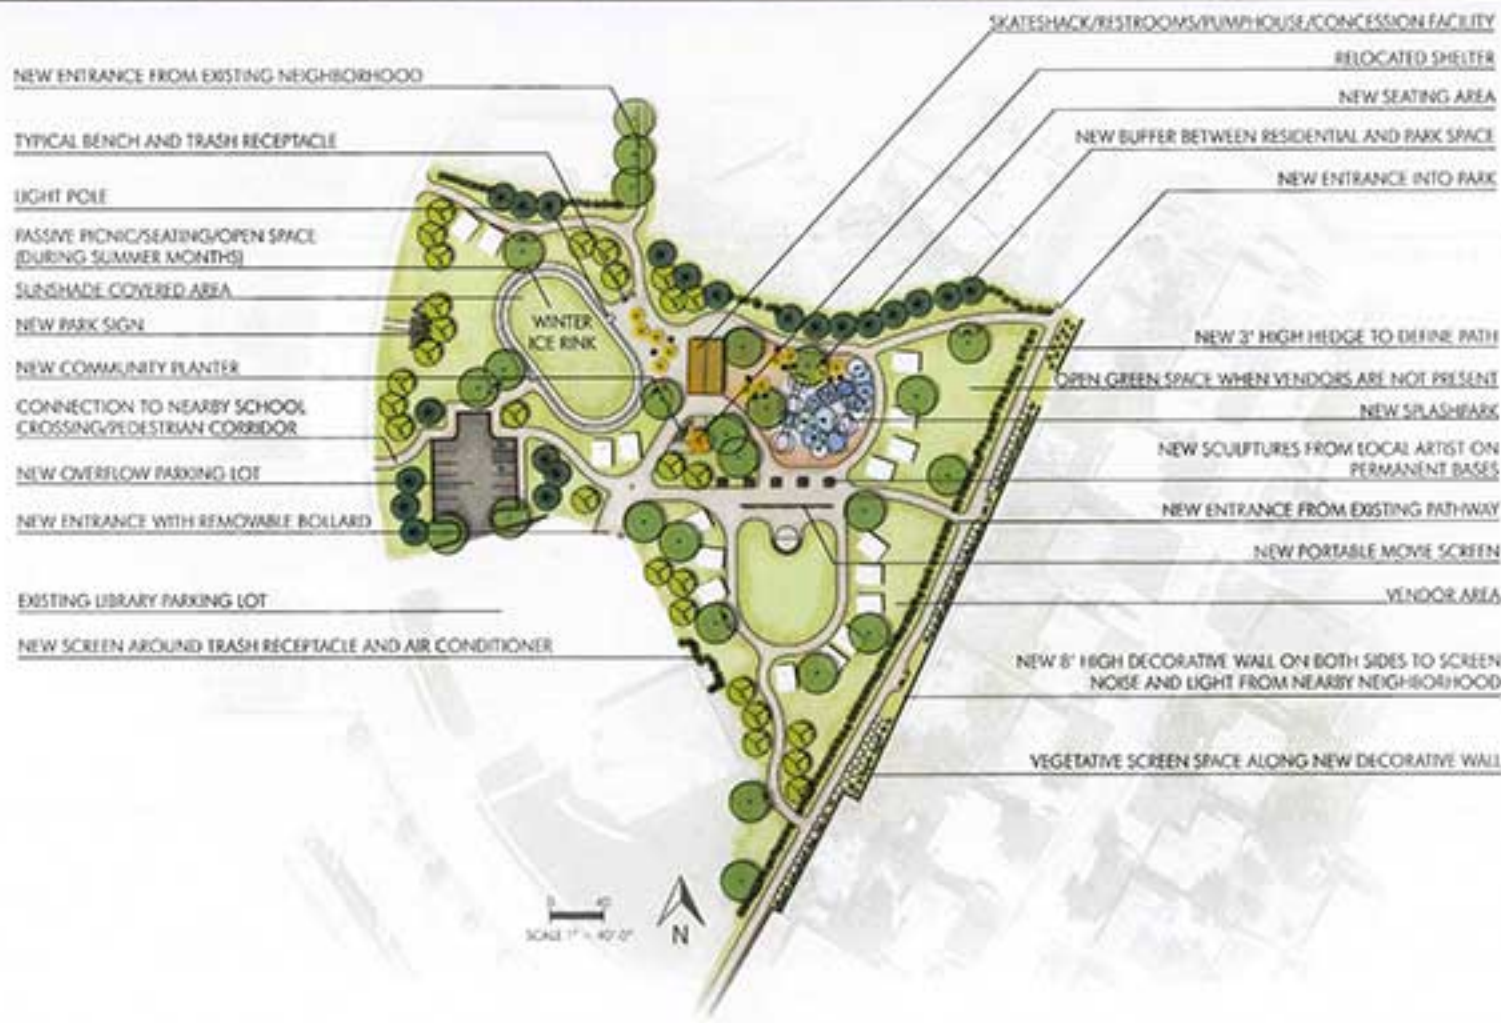 SKATESHACK/RESTROOMS/PUMPHOUSE/CONCESSION FACILITY
RELOCATED SHELTER
NEW SEATING AREA
NEW BUFFER BETWEEN RESIDENTIAL AND PARK SPACE
NEW ENTRANCE INTO PARK
NEW ENTRANCE FROM EXISTING NEIGHBORHOOD
TYPICAL BENCH AND TRASH RECEPTACLE
LIGHT POLE
PASSIVE PICNIC/SEATING/OPEN SPACE
(DURING SUMMER MONTHS)
SUNSHADE COVERED AREA
NEW PARK SIGN
NEW COMMUNITY PLANTER
CONNECTION TO NEARBY SCHOOL
CROSSING/PEDESTRIAN CORRIDOR
NEW OVERFLOW PARKING LOT
NEW ENTRANCE WITH REMOVABLE BOLLARD
EXISTING LIBRARY PARKING LOT
NEW SCREEN AROUND TRASH RECEPTACLE AND AIR CONDITIONER
WINTER
ICE RINK
NEW 3' HIGH HEDGE TO DEFINE PATH
OPEN GREEN SPACE WHEN VENDORS ARE NOT PRESENT
NEW SPLASHPARK
NEW SCULPTURES FROM LOCAL ARTIST ON
PERMANENT BASES
NEW ENTRANCE FROM EXISTING PATHWAY
NEW PORTABLE MOVIE SCREEN
VENDOR AREA
NEW 8' HIGH DECORATIVE WALL ON BOTH SIDES TO SCREEN
NOISE AND LIGHT FROM NEARBY NEIGHBORHOOD
VEGETATIVE SCREEN SPACE ALONG NEW DECORATIVE WALL
0 40
SCALE 1" = 40'0"
N